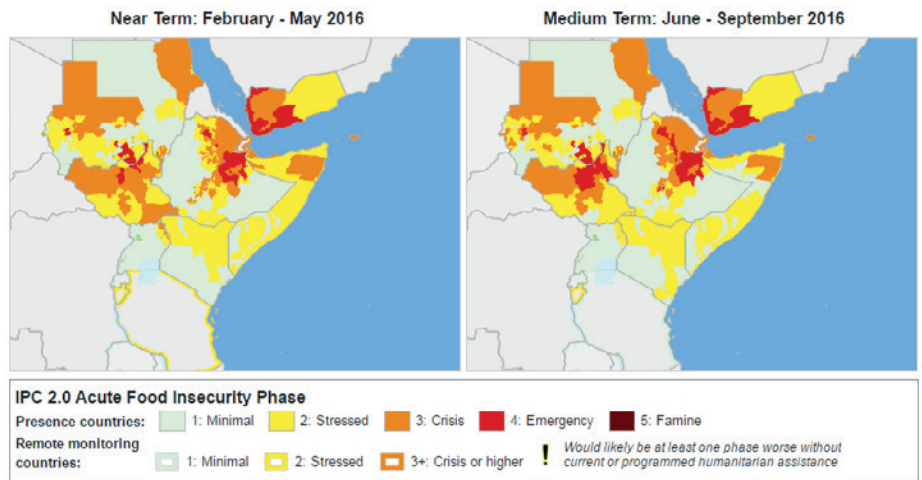 Near Term: February - May 2016
Medium Term: June - September 2016
IPC 2.0 Acute Food Insecurity Phase
Presence countries: 1: Minimal 2: Stressed 3: Crisis 4: Emergency 5: Famine
Remote monitoring
countries: 1: Minimal 2: Stressed 3+: Crisis or higher
! Would likely be at least one phase worse without
current or programmed humanitarian assistance